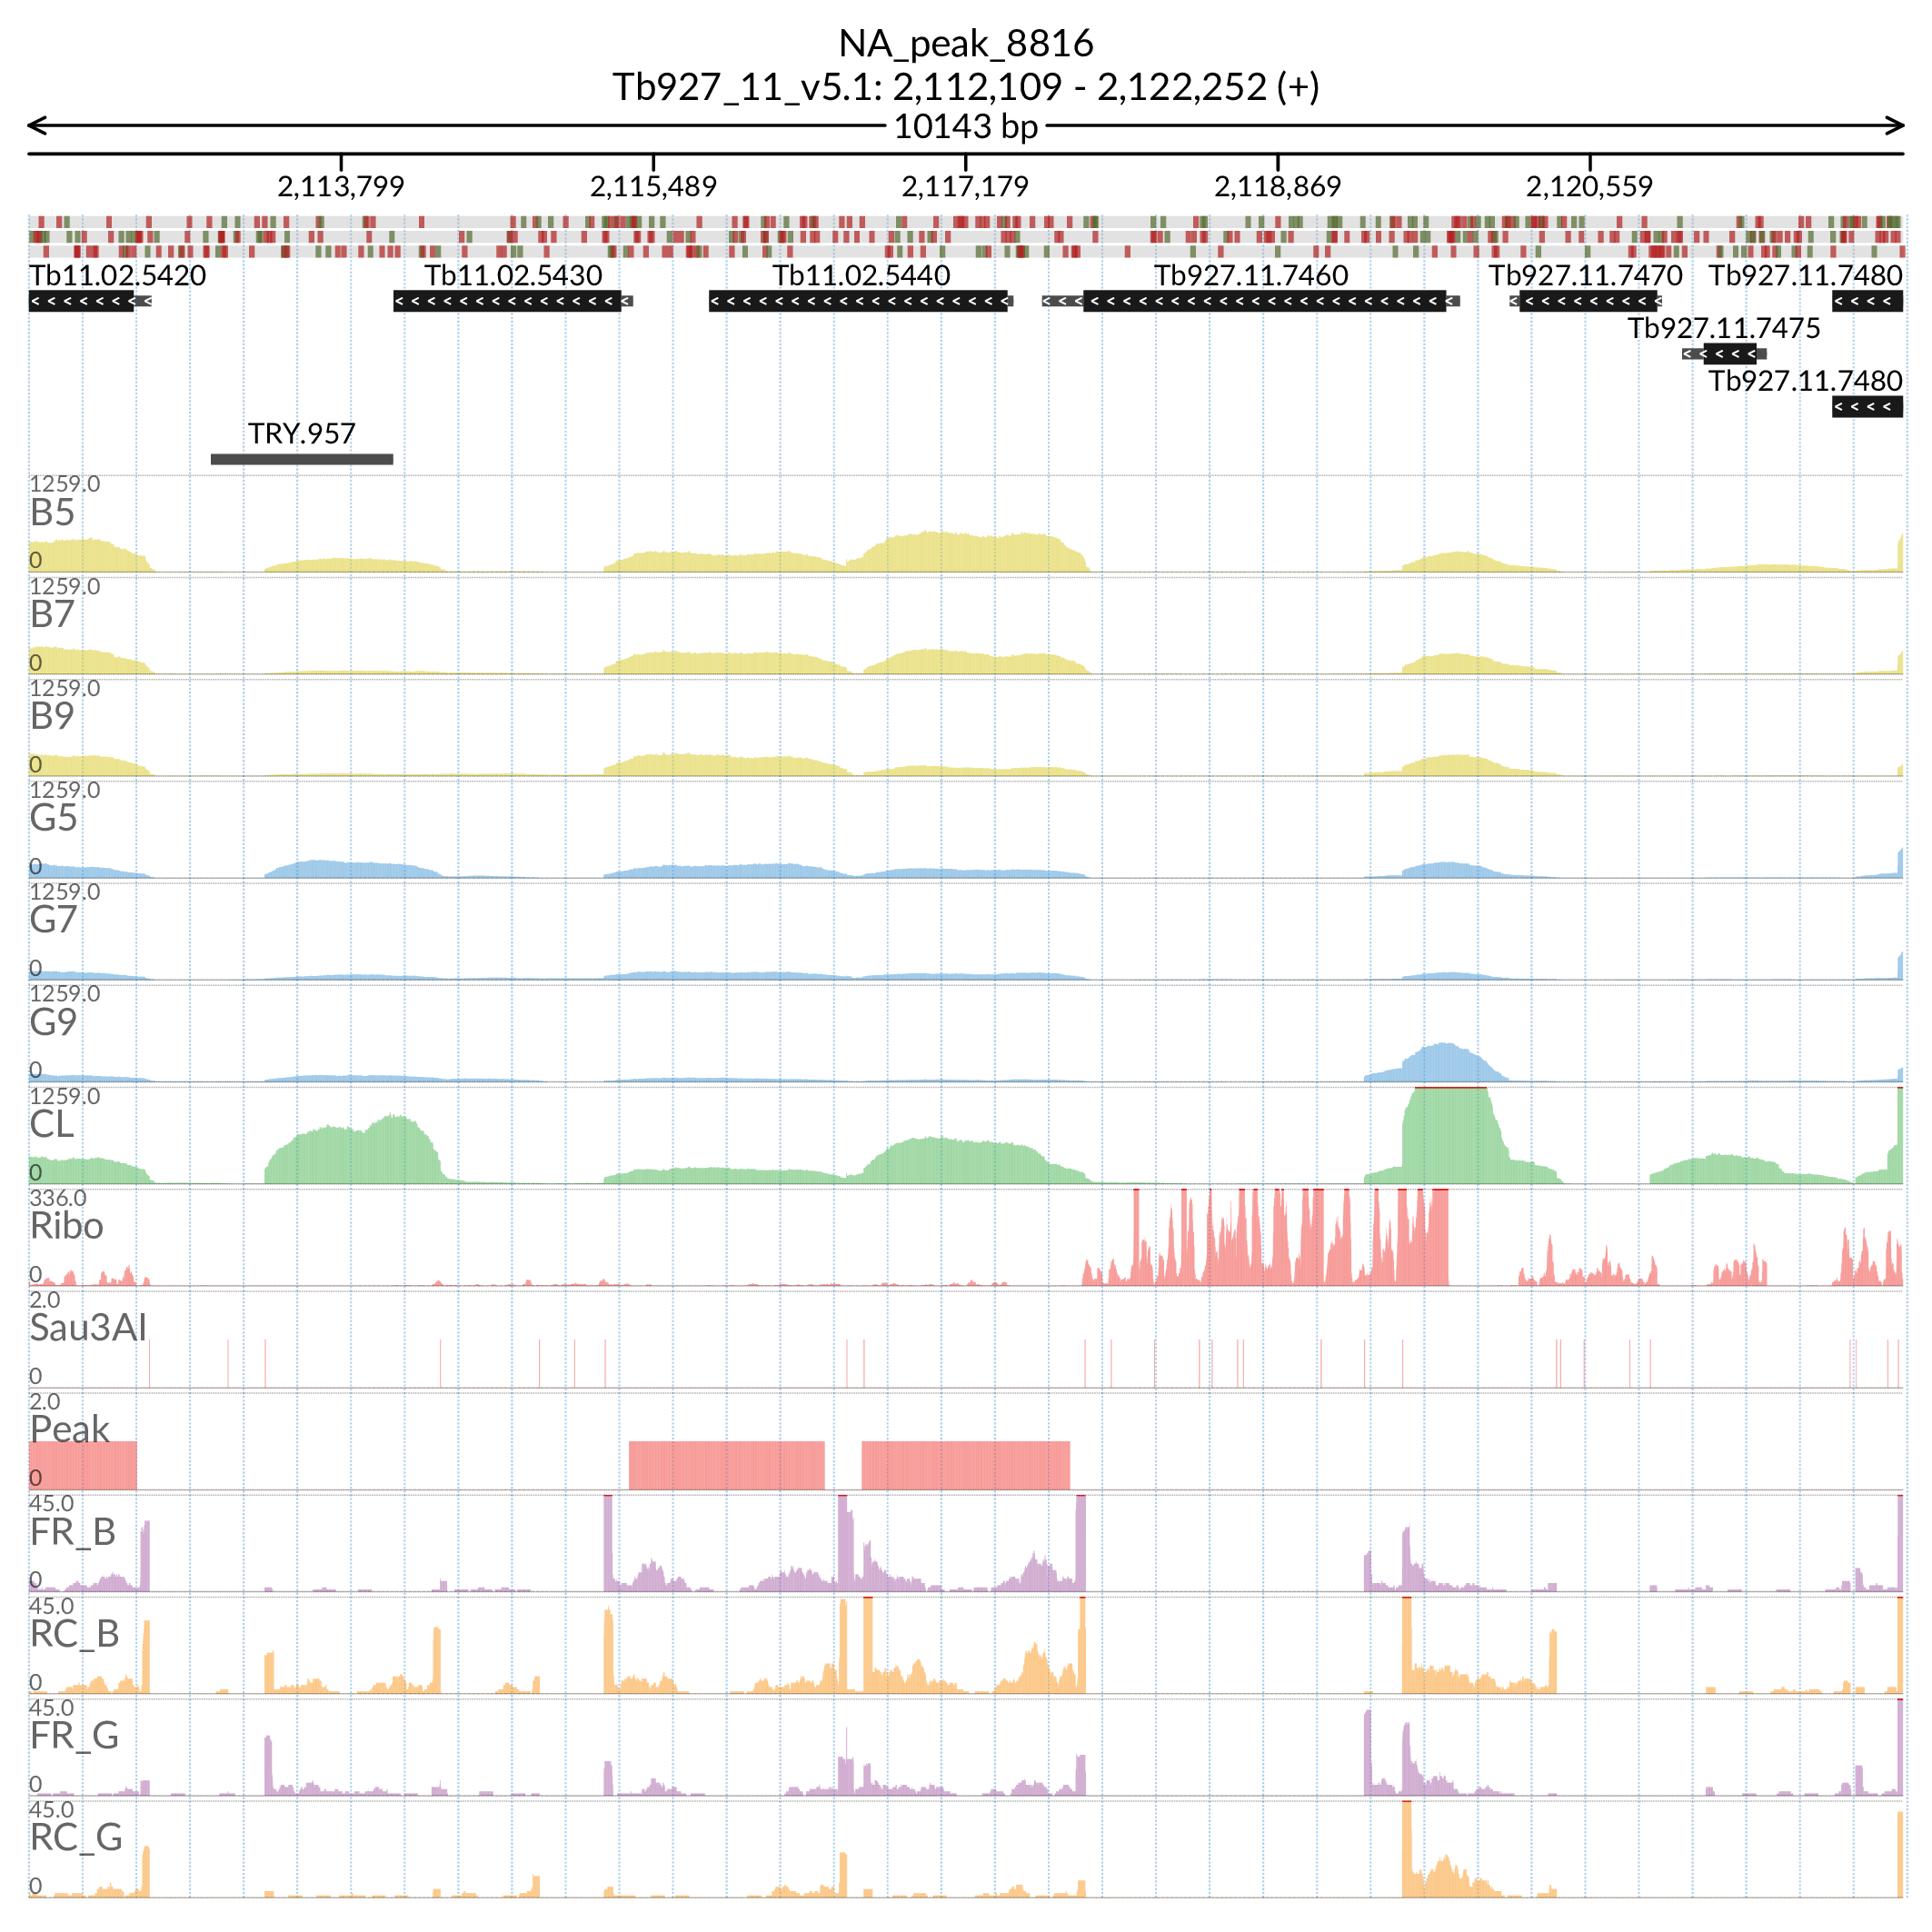 NA_peak_8816
Tb927_11_v5.1: 2,112,109 - 2,122,252 (+)
10143 bp
2,113,799 2,115,489 2,117,179 2,118,869 2,120,559
Tb11.02.5420 Tb11.02.5430 Tb11.02.5440 Tb927.11.7460 Tb927.11.7470 Tb927.11.7480
Tb927.11.7475
Tb927.11.7480
TRY.957
1259.0
B5
0
1259.0
B7
0
1259.0
B9
0
1259.0
G5
0
1259.0
G7
0
1259.0
G9
0
1259.0
CL
0
336.0
Ribo
0
2.0
Sau3AI
0
2.0
Peak
0
45.0
FR_B
0
45.0
RC_B
0
45.0
FR_G
0
45.0
RC_G
0